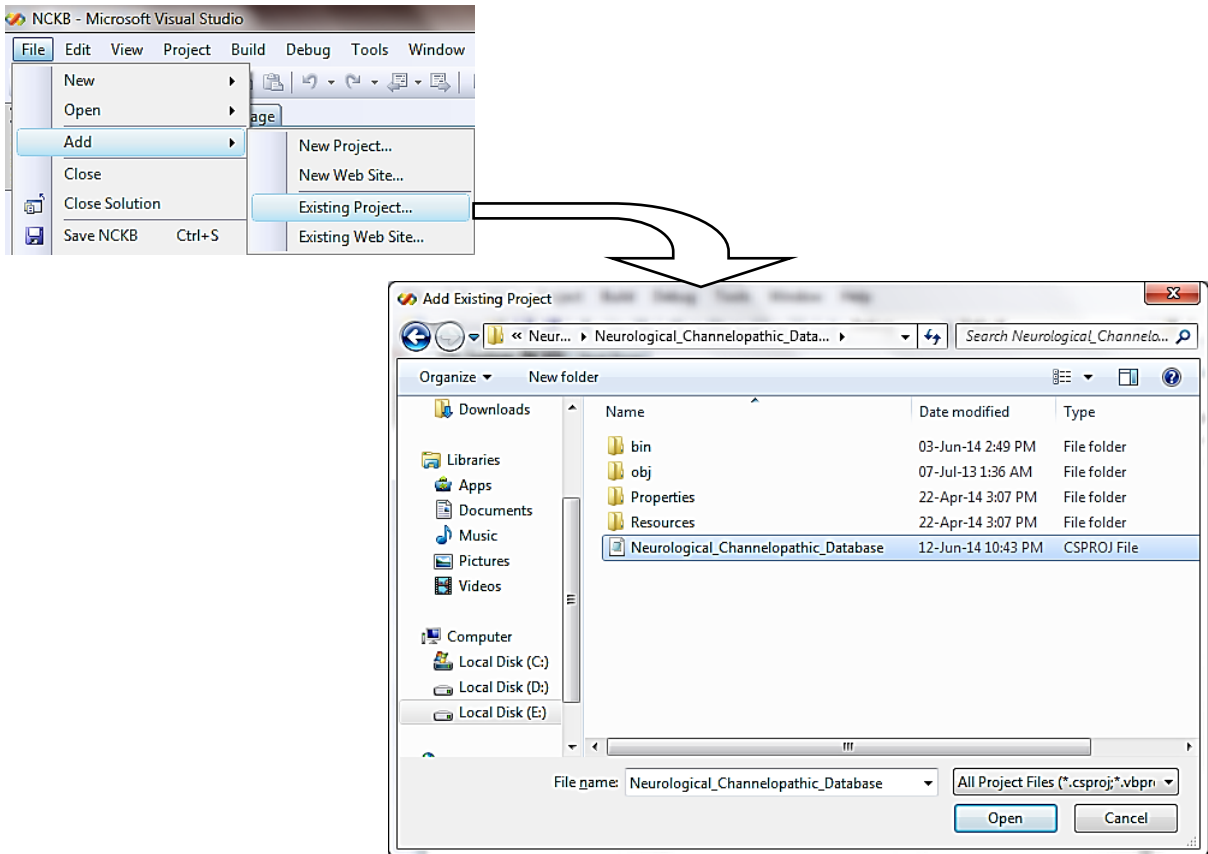 NCKB - Microsoft Visual Studio
File Edit View Project Build Debug Tools Window
New
Open
age
Add
New Project...
Close
New Web Site...
Close Solution
Existing Project...
Save NCKB Ctrl+S
Existing Web Site...
Add Existing Project
Build Debug Tools Window Help
« Neur... Neurological_Channelopathic_Data... Search Neurological_Channelo...
Organize New folder
Downloads
Name Date modified Type
bin 03-Jun-14 2:49 PM File folder
Libraries
obj 07-Jul-13 1:36 AM File folder
Apps
Properties 22-Apr-14 3:07 PM File folder
Documents
Resources 22-Apr-14 3:07 PM File folder
Music
Neurological_Channelopathic_Database 12-Jun-14 10:43 PM CSPROJ File
Pictures
Videos
Computer
Local Disk (C:)
Local Disk (D:)
Local Disk (E:)
File name: Neurological_Channelopathic_Database All Project Files (*.csproj;*.vbpr
Open Cancel